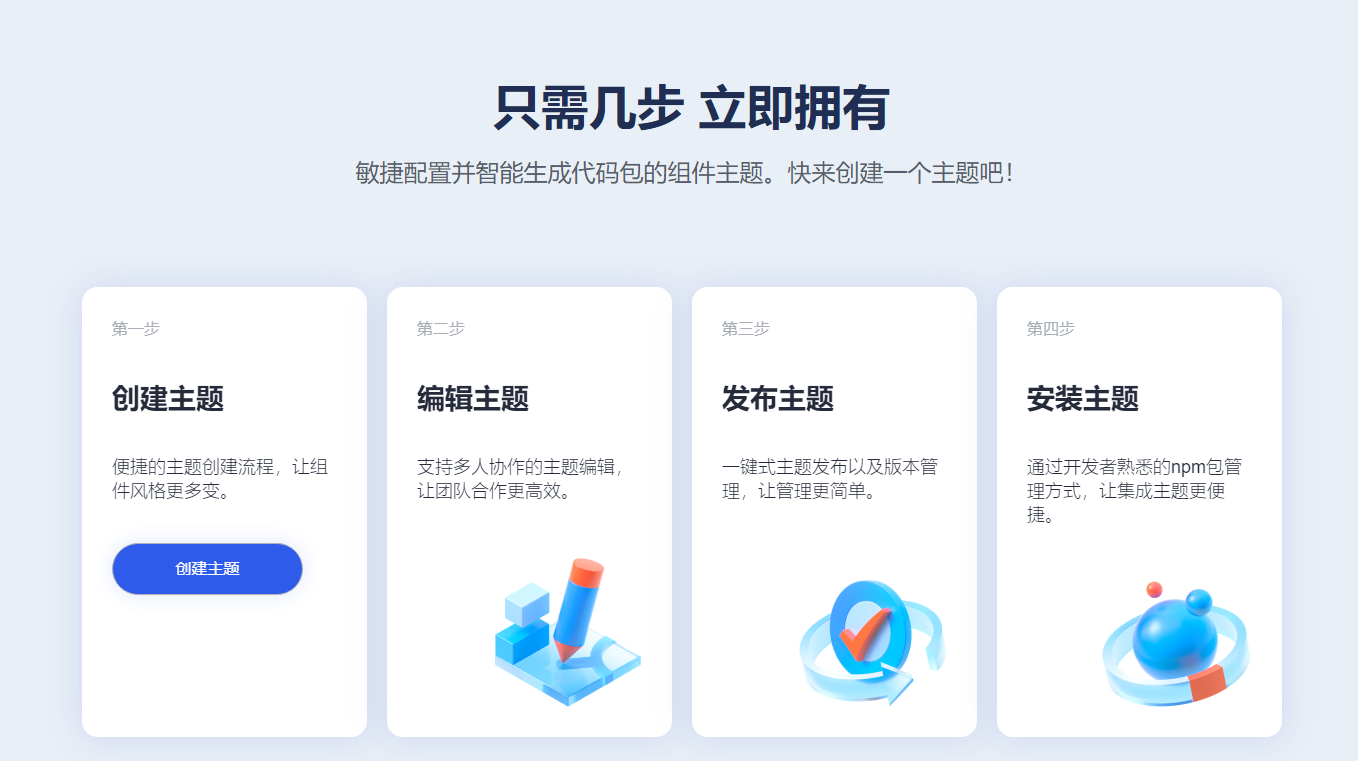 只需几步 立即拥有
敏捷配置并智能生成代码包的组件主题。快来创建一个主题吧！
第一步
创建主题
便捷的主题创建流程，让组
件风格更多变。
创建主题
第二步
编辑主题
支持多人协作的主题编辑，
让团队合作更高效。
第三步
发布主题
一键式主题发布以及版本管
理，让管理更简单。
第四步
安装主题
通过开发者熟悉的npm包管
理方式，让集成主题更便
捷。